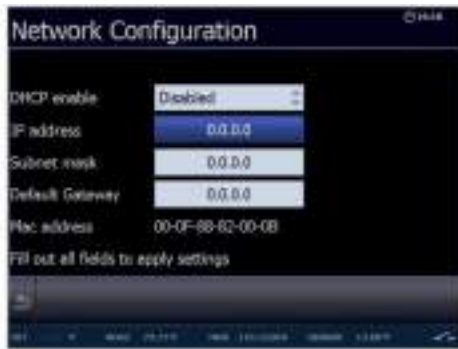 Network Configuration
DHCP enable Disabled
IP address 0.0.0.0
Subnet mask 0.0.0.0
Default Gateway 0.0.0.0
Mac address 00-0F-8B-82-00-0B
Fill out all fields to apply settings